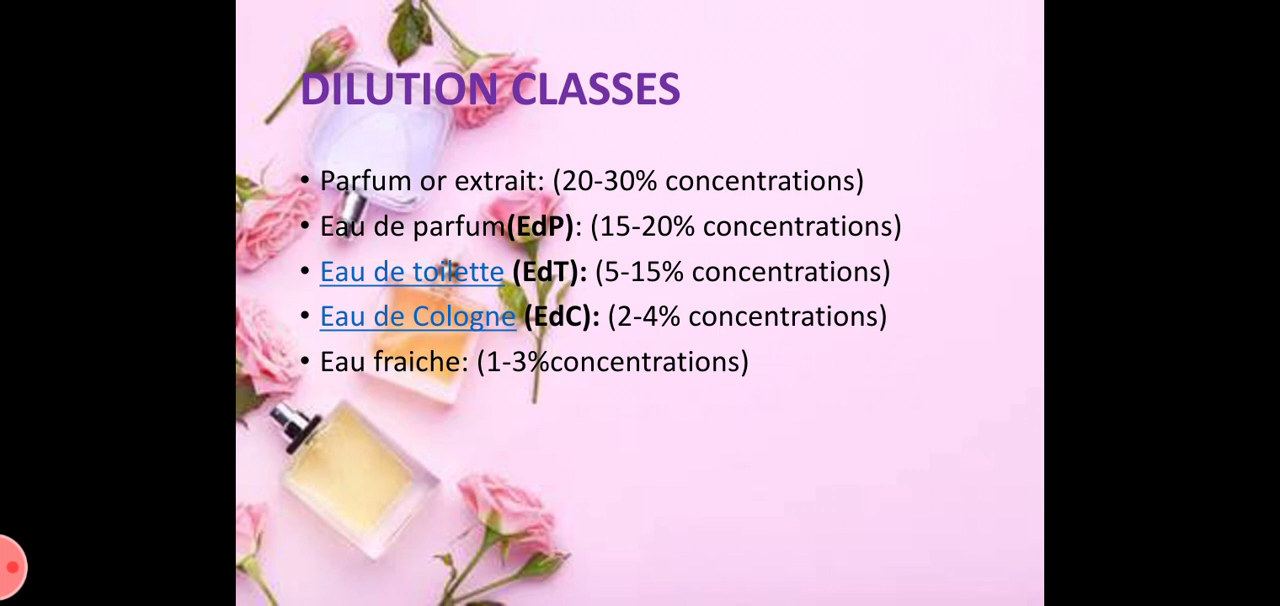 DILUTION CLASSES
• Parfum or extrait: (20-30% concentrations)
• Eau de parfum(EdP): (15-20% concentrations)
• Eau de toilette (EdT): (5-15% concentrations)
• Eau de Cologne (EdC): (2-4% concentrations)
• Eau fraiche: (1-3%concentrations)